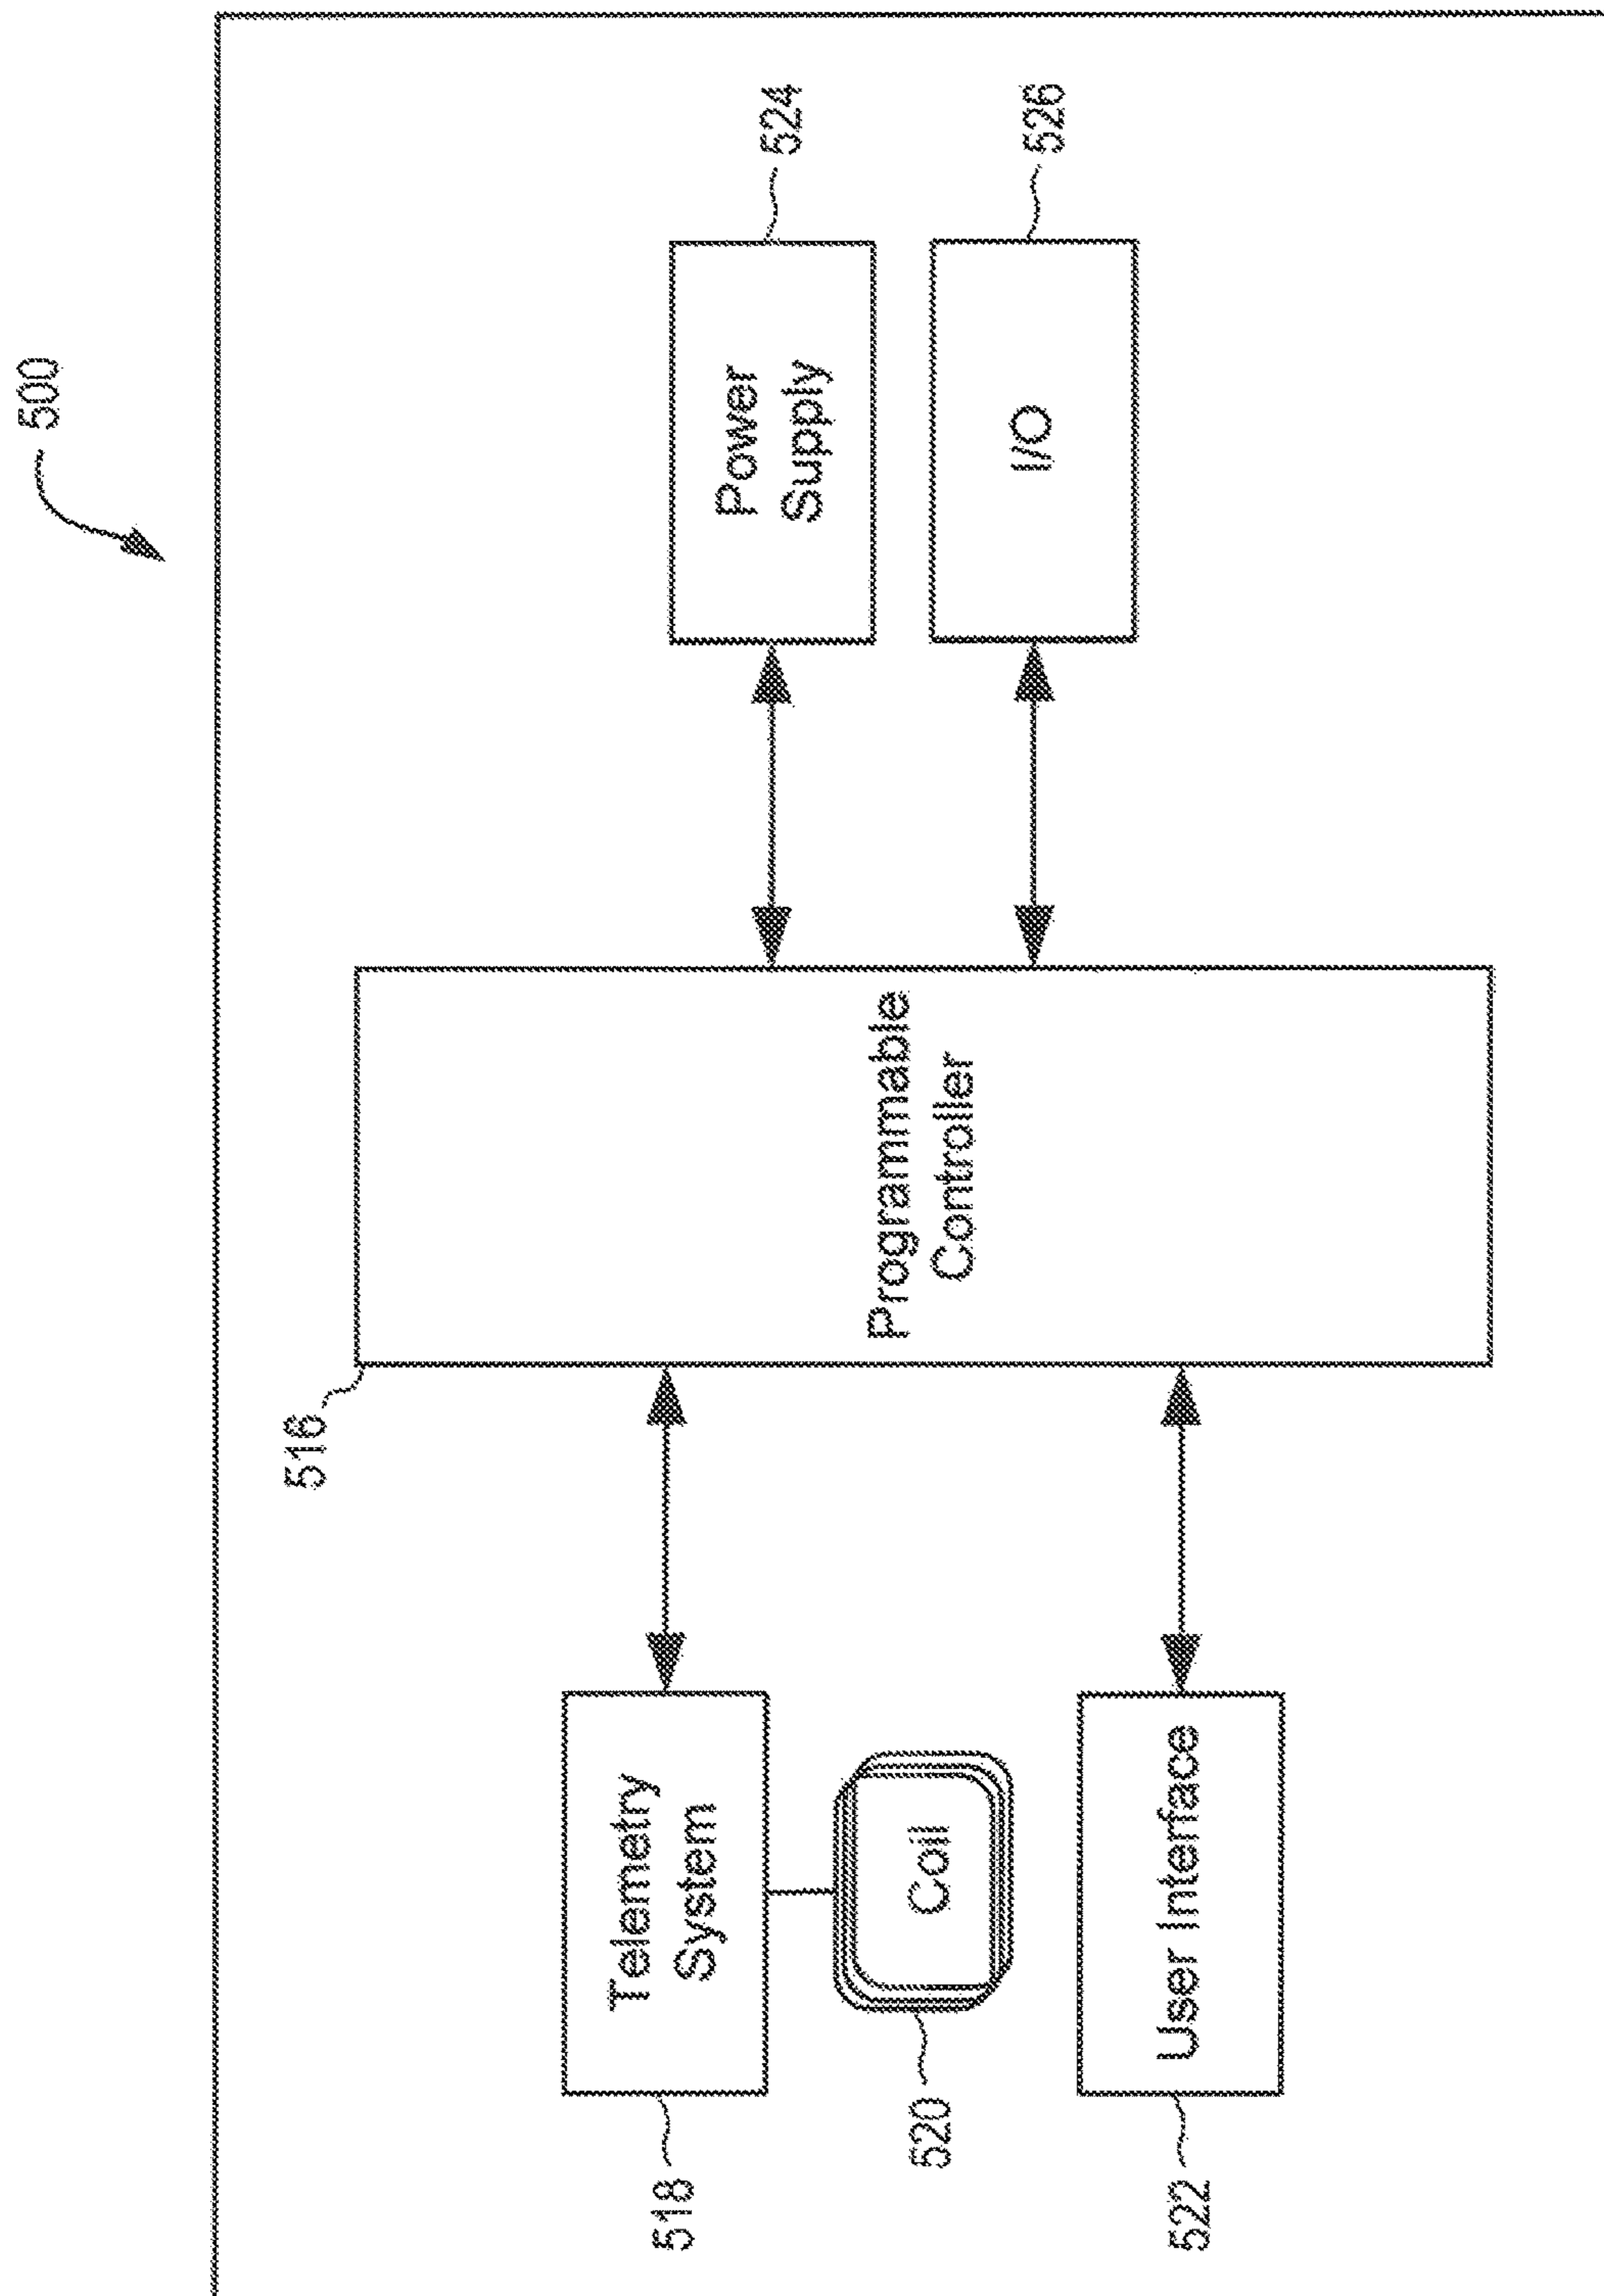 500
516
518
Telemetry
System
520
Coil
522
User Interface
Programmable
Controller
Power
Supply
524
I/O
526